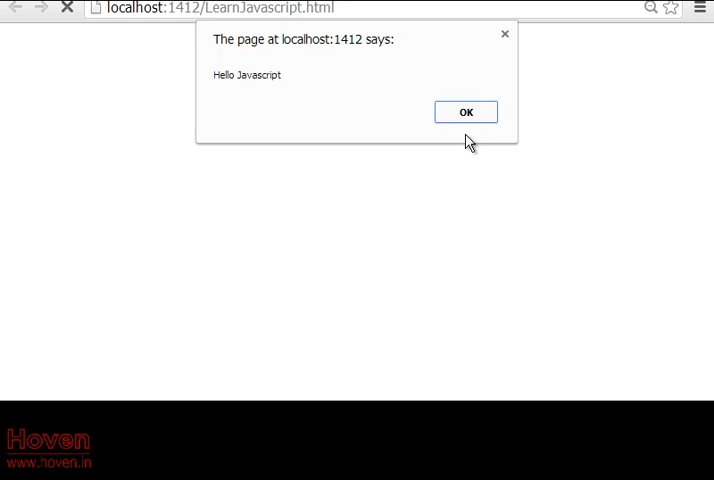 localhost:1412/LearnJavascript.html
The page at localhost:1412 says:
Hello Javascript
OK
Hoven
www.hoven.in